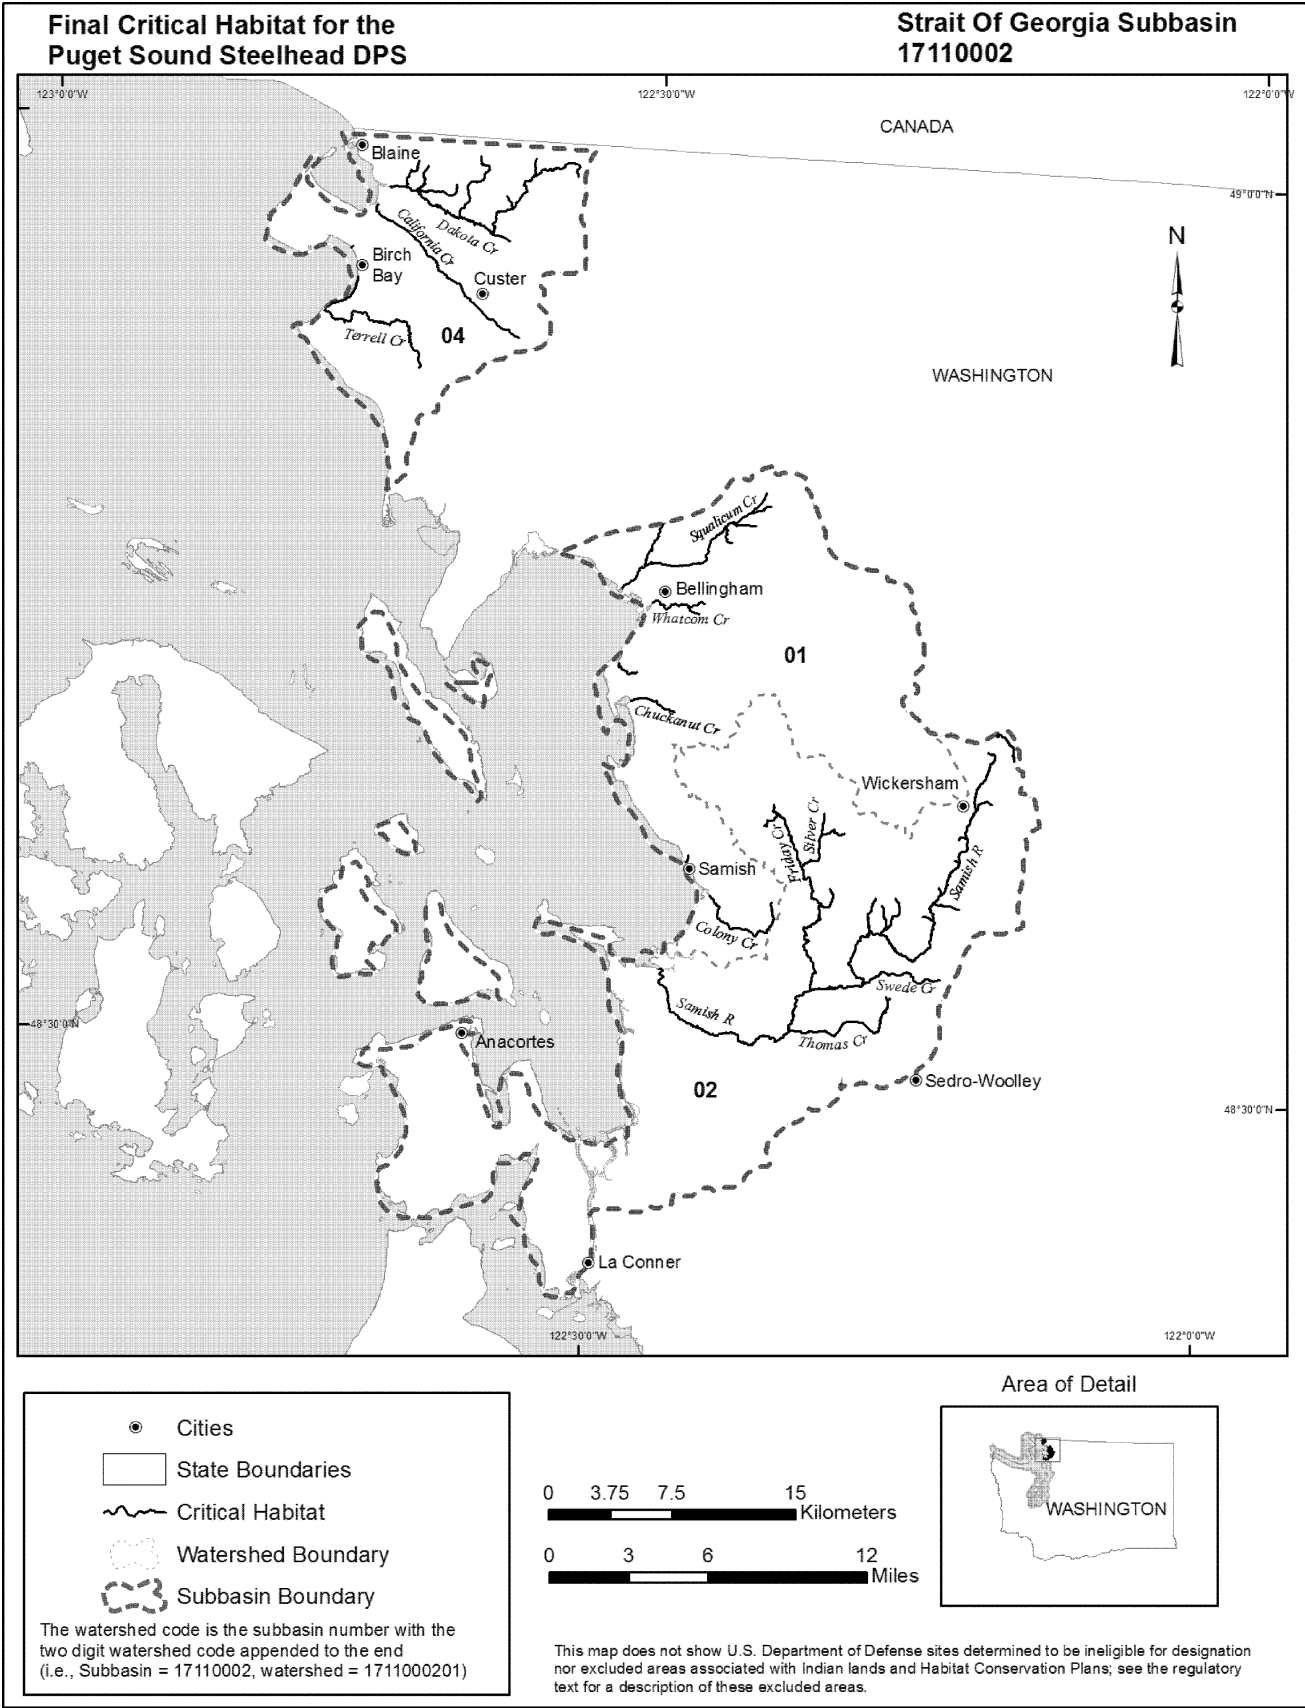 Final Critical Habitat for the
Puget Sound Steelhead DPS
Strait Of Georgia Subbasin
17110002
123°0'0"W
122°30'0"W
122°0'0"W
CANADA
Blaine
49°0'0"N
Dakota Cr
California Cr
N
Birch
Bay
Custer
Terrell Cr
04
WASHINGTON
Squalicum Cr
Bellingham
Whatcom Cr
01
Chuckanut Cr
Wickersham
Friday Cr
Silver Cr
Samish R
Samish
Colony Cr
Swede Cr
Samish R
48°30'0"N
Anacortes
Thomas Cr
02
Sedro-Woolley
48°30'0"N
La Conner
122°30'0"W
122°0'0"W
Cities
State Boundaries
Critical Habitat
Watershed Boundary
Subbasin Boundary
The watershed code is the subbasin number with the
two digit watershed code appended to the end
(i.e., Subbasin = 17110002, watershed = 1711000201)
0 3.75 7.5 15
Kilometers
0 3 6 12
Miles
Area of Detail
WASHINGTON
This map does not show U.S. Department of Defense sites determined to be ineligible for designation
nor excluded areas associated with Indian lands and Habitat Conservation Plans; see the regulatory
text for a description of these excluded areas.